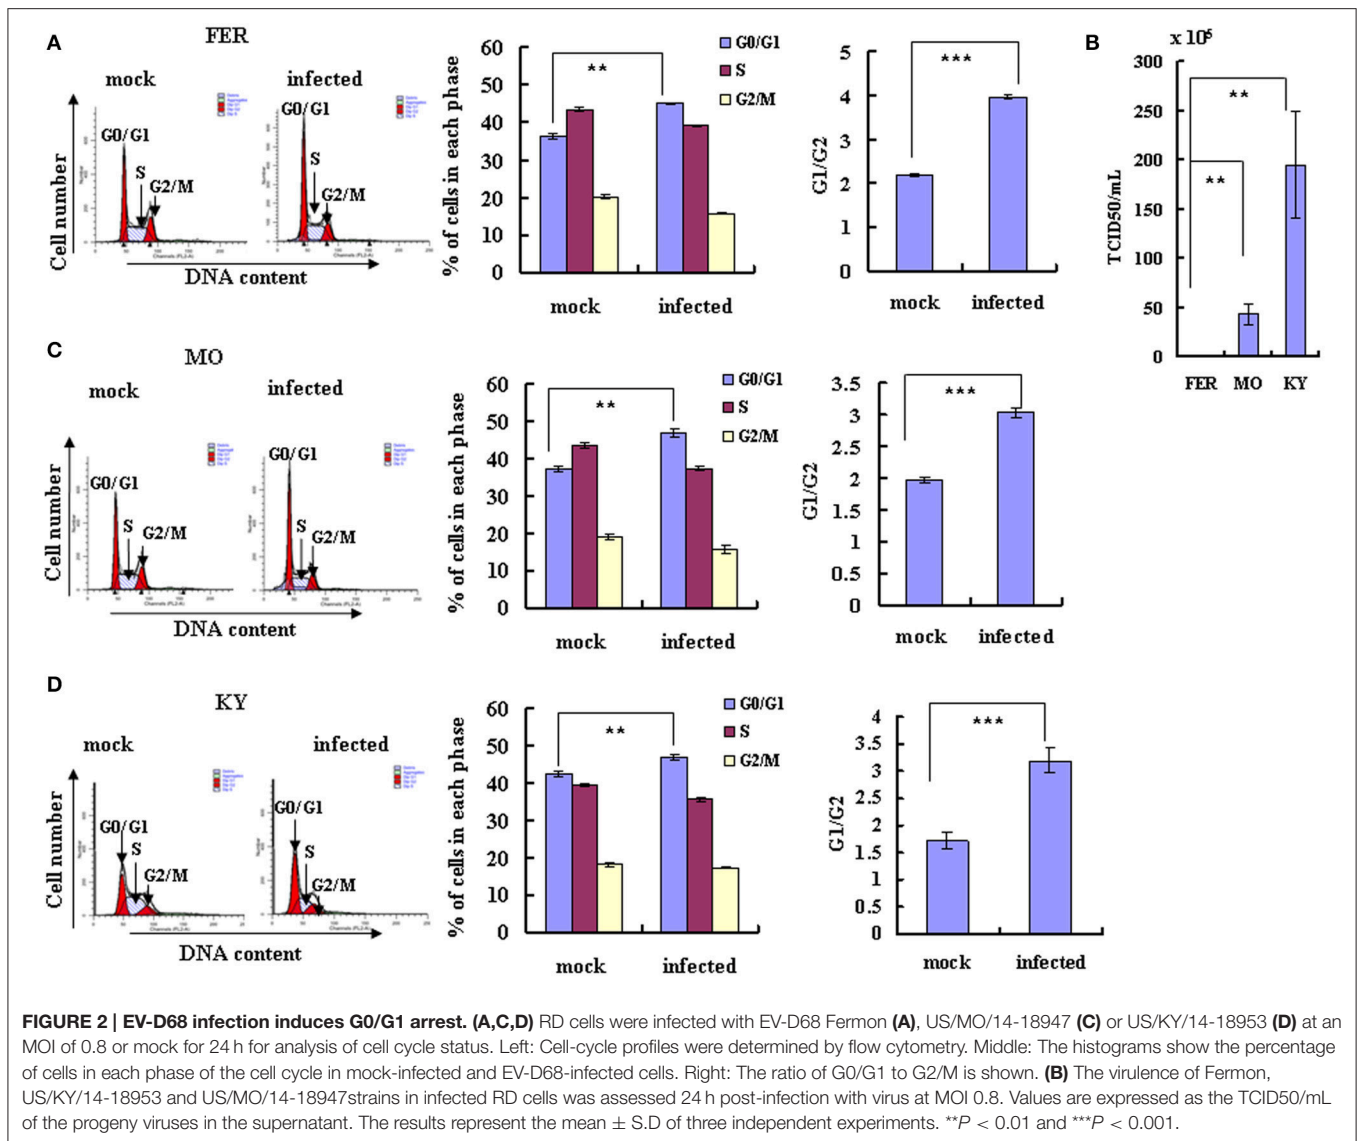 A
FER
mock
infected
G0/G1
S
G2/M
G0/G1
S
G2/M
Cell number
DNA content
% of cells in each phase
60
50
40
30
20
10
0
**
G0/G1
S
G2/M
mock
infected
G1/G2
5
4
3
2
1
0
***
mock
infected
B
x 10⁵
TCID50/mL
300
250
200
150
100
50
0
**
**
FER
MO
KY
C
MO
mock
infected
G0/G1
S
G2/M
G0/G1
S
G2/M
Cell number
DNA content
% of cells in each phase
60
50
40
30
20
10
0
**
G0/G1
S
G2/M
mock
infected
G1/G2
3.5
3
2.5
2
1.5
1
0.5
0
***
mock
infected
D
KY
mock
infected
G0/G1
S
G2/M
G0/G1
S
G2/M
Cell number
DNA content
% of cells in each phase
60
50
40
30
20
10
0
**
G0/G1
S
G2/M
mock
infected
G1/G2
4
3.5
3
2.5
2
1.5
1
0.5
0
***
mock
infected
FIGURE 2 | EV-D68 infection induces G0/G1 arrest. (A,C,D) RD cells were infected with EV-D68 Fermon (A), US/MO/14-18947 (C) or US/KY/14-18953 (D) at an
MOI of 0.8 or mock for 24 h for analysis of cell cycle status. Left: Cell-cycle profiles were determined by flow cytometry. Middle: The histograms show the percentage
of cells in each phase of the cell cycle in mock-infected and EV-D68-infected cells. Right: The ratio of G0/G1 to G2/M is shown. (B) The virulence of Fermon,
US/KY/14-18953 and US/MO/14-18947strains in infected RD cells was assessed 24 h post-infection with virus at MOI 0.8. Values are expressed as the TCID50/mL
of the progeny viruses in the supernatant. The results represent the mean ± S.D of three independent experiments. **P < 0.01 and ***P < 0.001.